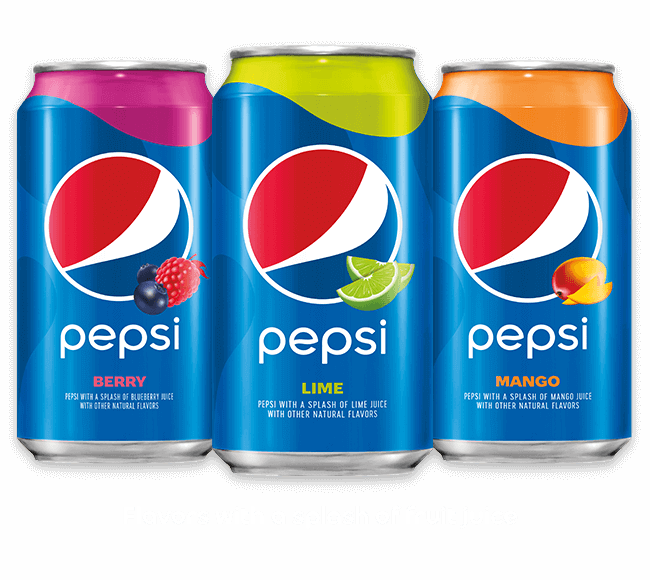 pepsi
BERRY
PEPSI WITH A SPLASH OF BLUEBERRY JUICE
WITH OTHER NATURAL FLAVORS
pepsi
LIME
PEPSI WITH A SPLASH OF LIME JUICE
WITH OTHER NATURAL FLAVORS
pepsi
MANGO
PEPSI WITH A SPLASH OF MANGO JUICE
WITH OTHER NATURAL FLAVORS